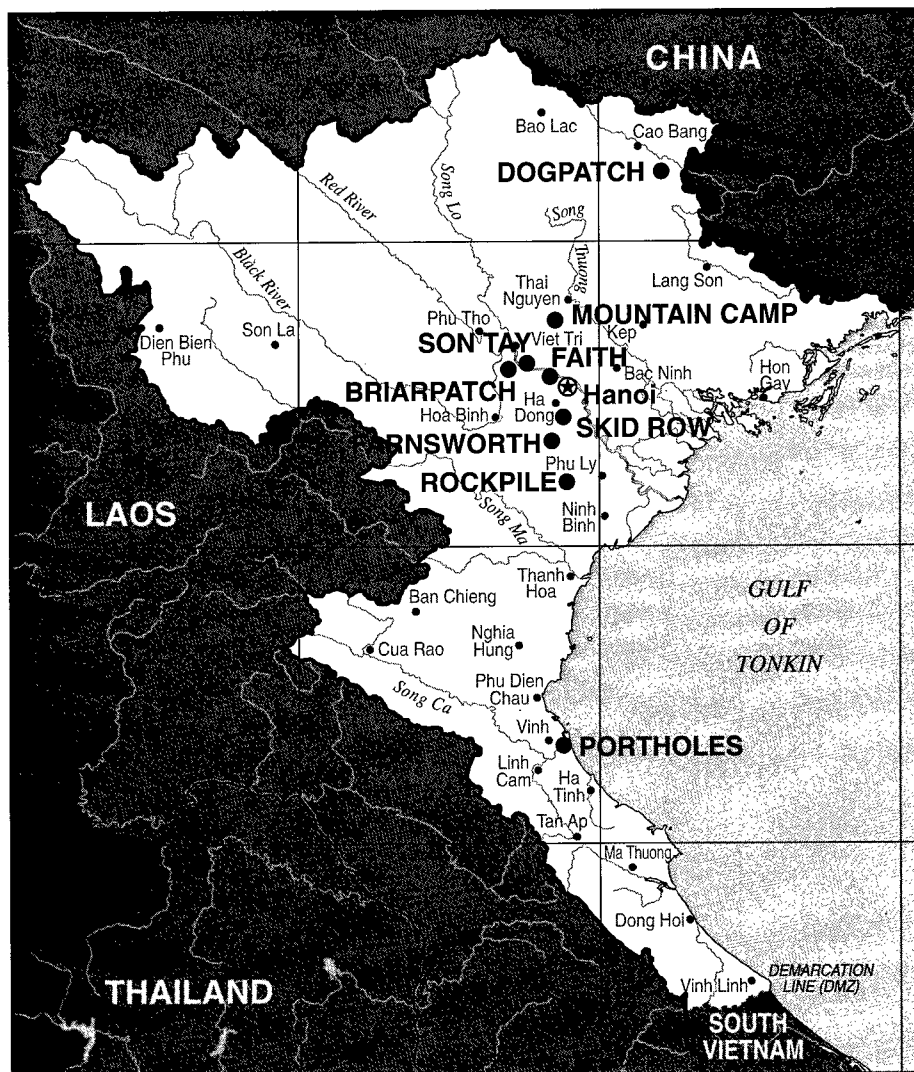 CHINA
Bao Lac
Cao Bang
DOGPATCH
Red River
Song Lo
Song
Thuong
Black River
Lang Son
Thai
Nguyen
MOUNTAIN CAMP
Phu Tho
Kep
Dien Bien
Phu
Son La
SON TAY
Viet Tri
FAITH
Bac Ninh
Hon
Gay
BRIARPATCH
Hanoi
Hoa Binh
Ha
Dong
SKID ROW
ARNSWORTH
Phu Ly
ROCKPILE
LAOS
Song Ma
Ninh
Binh
Thanh
Hoa
GULF
OF
TONKIN
Ban Chieng
Cua Rao
Nghia
Hung
Song Ca
Phu Dien
Chau
Vinh
PORTHOLES
Linh
Cam
Ha
Tinh
Tan Ap
Ma Thuong
Dong Hoi
THAILAND
Vinh Linh
DEMARCATION
LINE (DMZ)
SOUTH
VIETNAM